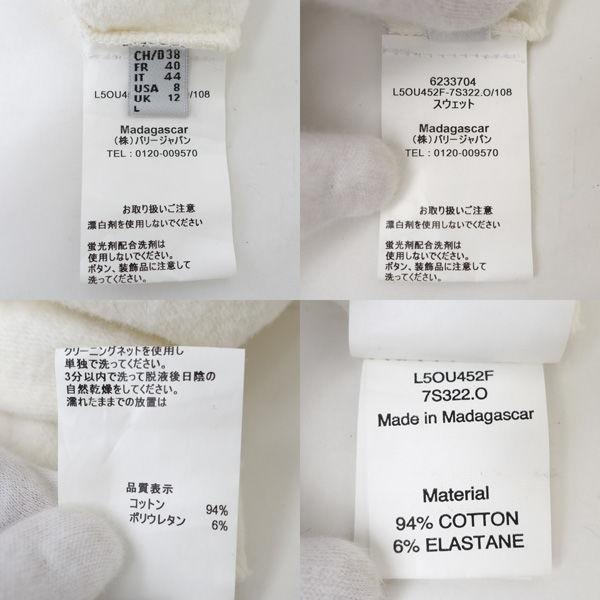 CH/D 38
FR 40
IT 44
USA 8
UK 12
L
L5OU45 O/108
Madagascar
(株)バリージャパン
TEL : 0120-009570
お取り扱いご注意
漂白剤を使用しないでください
蛍光剤配合洗剤は
使用しないでください。
ボタン、装飾品に注意して
洗ってください。
6233704
L5OU452F-7S322.O/108
スウェット
Madagascar
(株)バリージャパン
TEL : 0120-009570
お取り扱いご注意
漂白剤を使用しないでください
蛍光剤配合洗剤は
使用しないでください。
ボタン、装飾品に注意して
洗ってください。
クリーニングネットを使用し
単独で洗ってください。
3分以内で洗って脱液後日陰の
自然乾燥をしてください。
濡れたままでの放置は
品質表示
コットン 94%
ポリウレタン 6%
L5OU452F
7S322.O
Made in Madagascar
Material
94% COTTON
6% ELASTANE